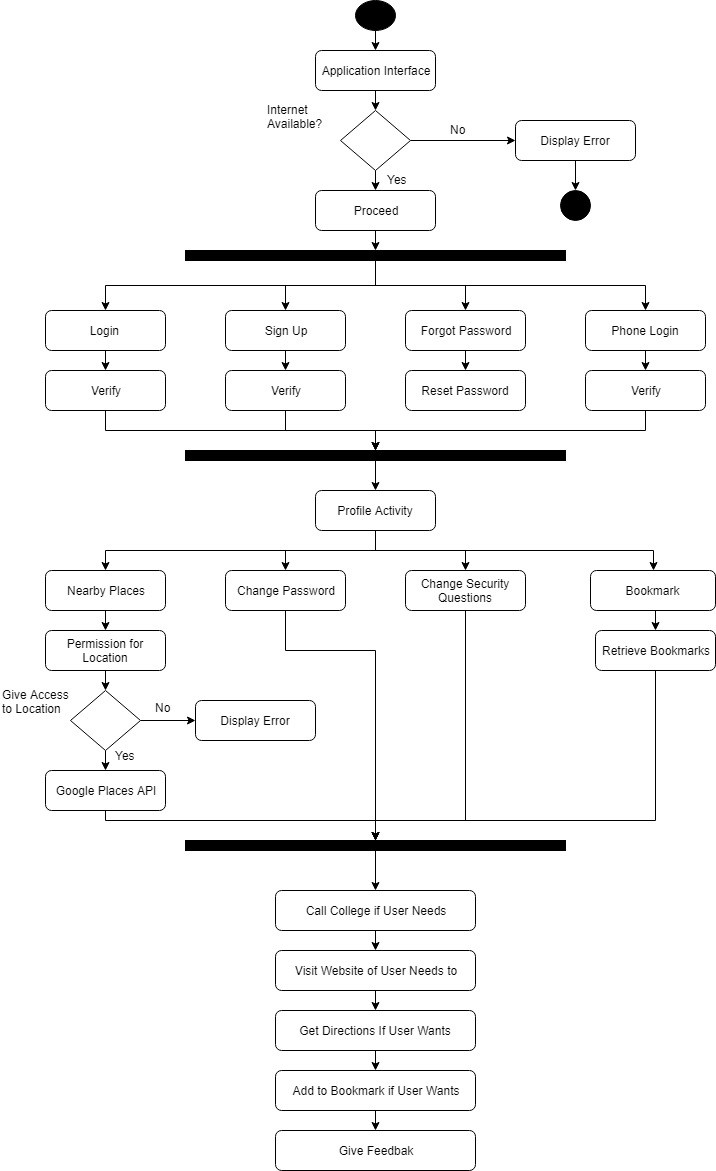 Application Interface
Internet
Available?
No
Display Error
Yes
Proceed
Login
Sign Up
Forgot Password
Phone Login
Verify
Verify
Reset Password
Verify
Profile Activity
Nearby Places
Change Password
Change Security
Questions
Bookmark
Permission for
Location
Retrieve Bookmarks
Give Access
to Location
No
Display Error
Yes
Google Places API
Call College if User Needs
Visit Website of User Needs to
Get Directions If User Wants
Add to Bookmark if User Wants
Give Feedbak